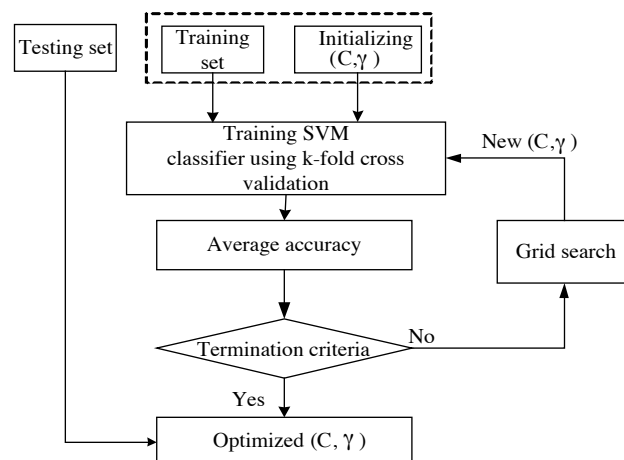 Testing set
Training
set
Initializing
(C,γ )
Training SVM
classifier using k-fold cross
validation
New (C,γ)
Average accuracy
Grid search
Termination criteria
No
Yes
Optimized (C, γ )